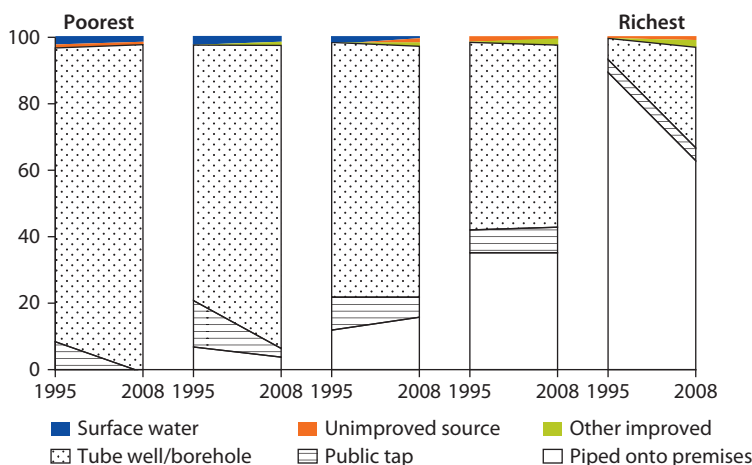 Poorest
Richest
100
80
60
40
20
0
1995 2008 1995 2008 1995 2008 1995 2008 1995 2008
Surface water Unimproved source Other improved
Tube well/borehole Public tap Piped onto premises